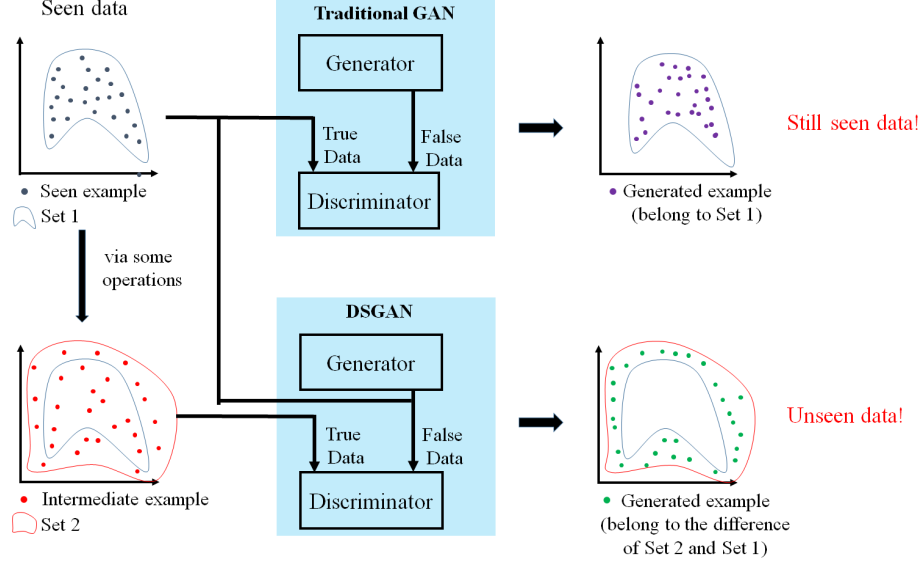 Seen data
Seen example
Set 1
via some
operations
Intermediate example
Set 2
Traditional GAN
Generator
True
Data
False
Data
Discriminator
DSGAN
Generator
True
Data
False
Data
Discriminator
Generated example
(belong to Set 1)
Still seen data!
Generated example
(belong to the difference
of Set 2 and Set 1)
Unseen data!